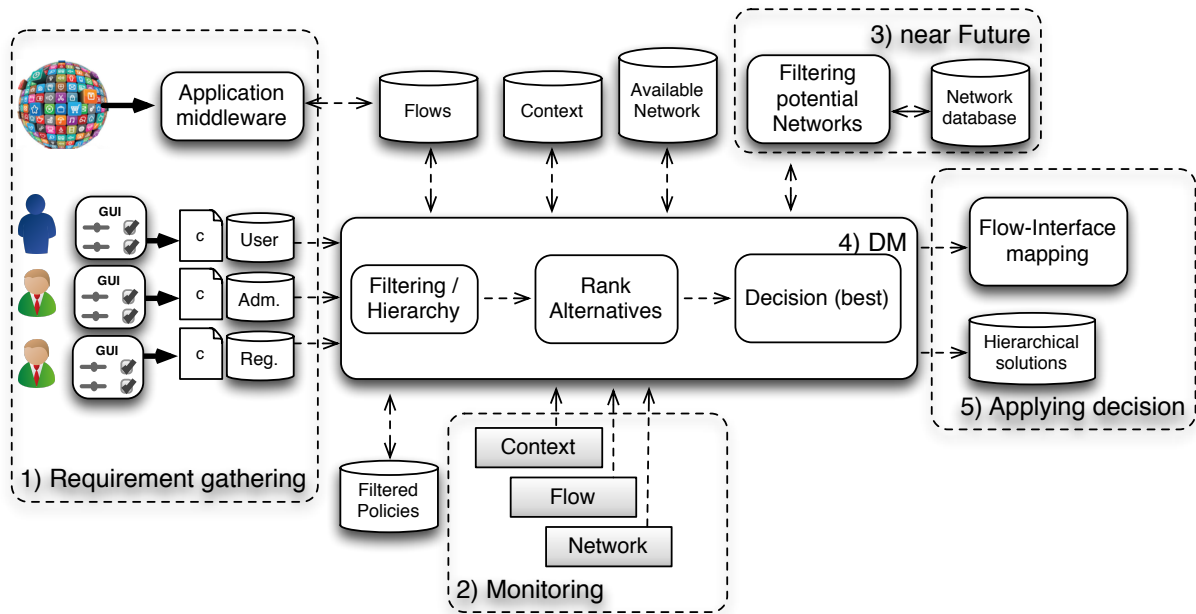 3) near Future
Application
middleware
Flows
Context
Available
Network
Filtering
potential
Networks
Network
database
GUI
c
User
GUI
c
Adm.
GUI
c
Reg.
4) DM
Filtering /
Hierarchy
Rank
Alternatives
Decision (best)
Flow-Interface
mapping
Hierarchical
solutions
5) Applying decision
1) Requirement gathering
Filtered
Policies
Context
Flow
Network
2) Monitoring